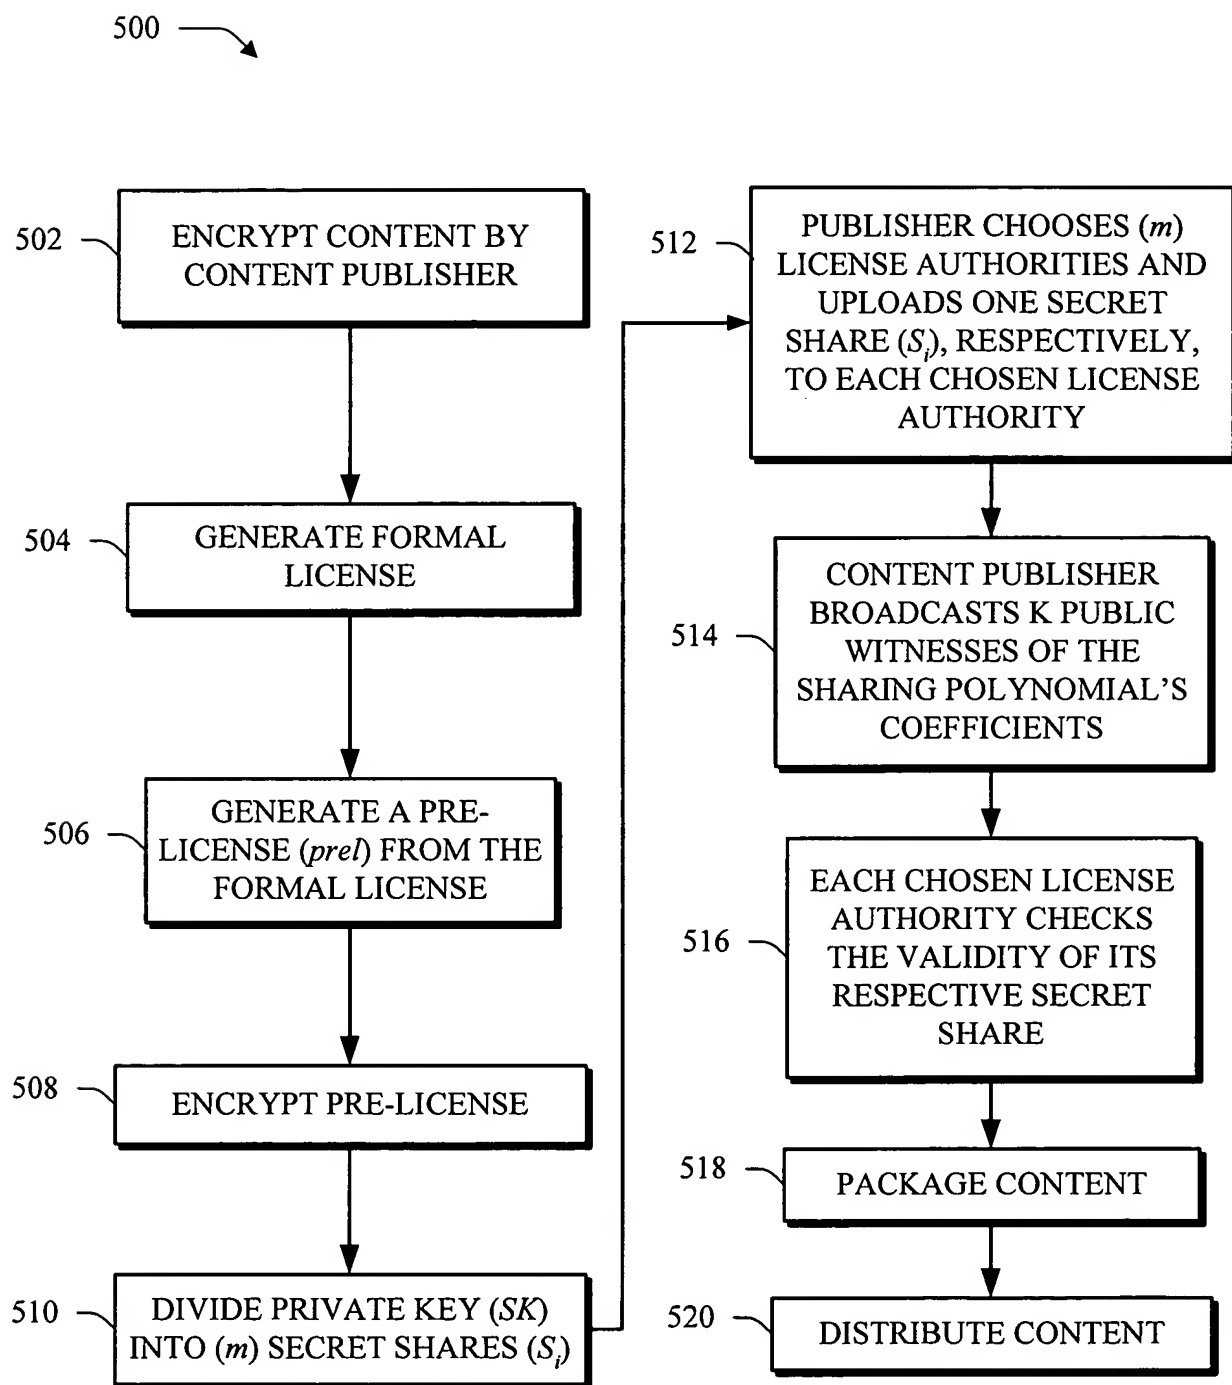 500
502
ENCRYPT CONTENT BY
CONTENT PUBLISHER
504
GENERATE FORMAL
LICENSE
506
GENERATE A PRE-
LICENSE (prel) FROM THE
FORMAL LICENSE
508
ENCRYPT PRE-LICENSE
510
DIVIDE PRIVATE KEY (SK)
INTO (m) SECRET SHARES (Si)
512
PUBLISHER CHOOSES (m)
LICENSE AUTHORITIES AND
UPLOADS ONE SECRET
SHARE (Si), RESPECTIVELY,
TO EACH CHOSEN LICENSE
AUTHORITY
514
CONTENT PUBLISHER
BROADCASTS K PUBLIC
WITNESSES OF THE
SHARING POLYNOMIAL’S
COEFFICIENTS
516
EACH CHOSEN LICENSE
AUTHORITY CHECKS
THE VALIDITY OF ITS
RESPECTIVE SECRET
SHARE
518
PACKAGE CONTENT
520
DISTRIBUTE CONTENT